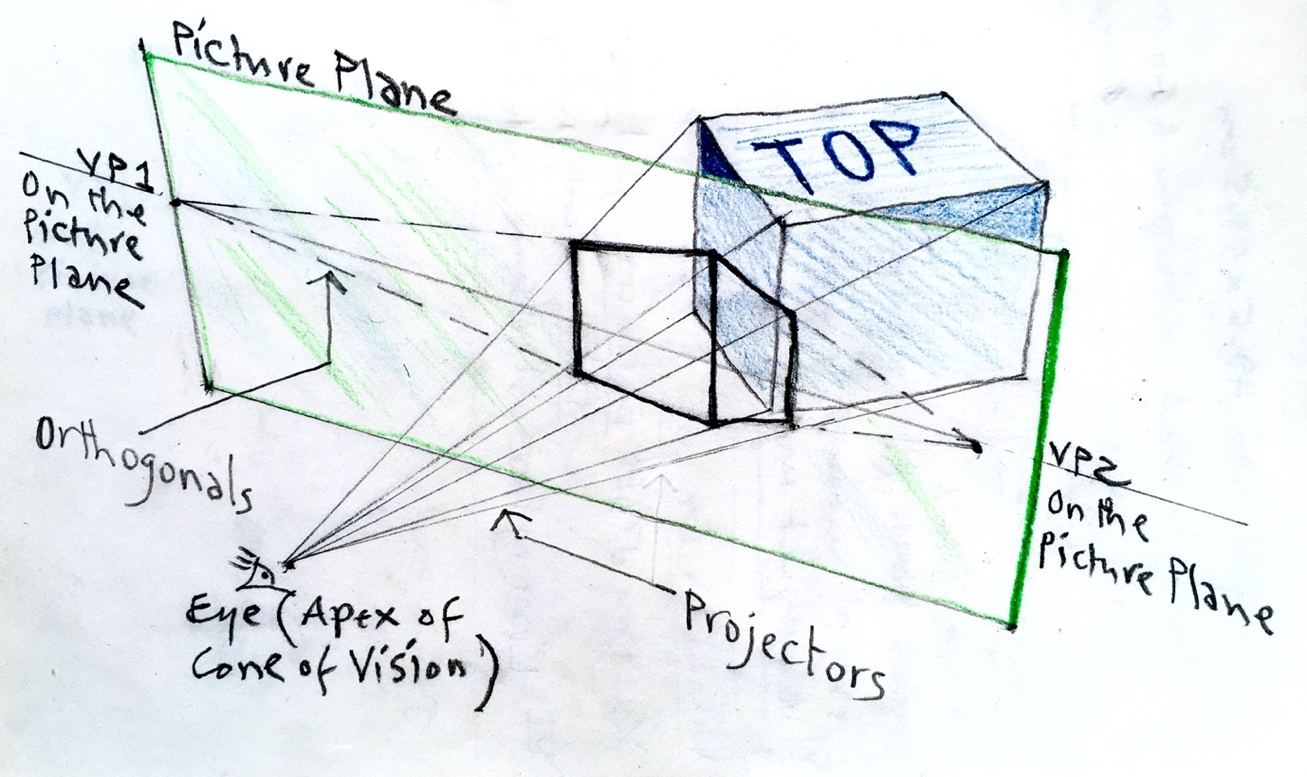 Picture Plane
TOP
VP1
On the
Picture
Plane
Orthogonals
VP2
On the
Picture Plane
Eye (Apex of
Cone of Vision)
Projectors